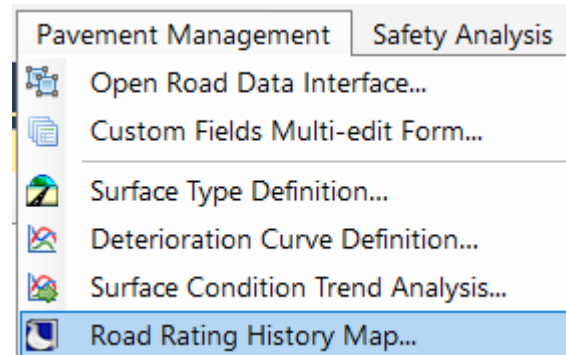 Pavement Management Safety Analysis
Open Road Data Interface...
Custom Fields Multi-edit Form...
Surface Type Definition...
Deterioration Curve Definition...
Surface Condition Trend Analysis...
Road Rating History Map...